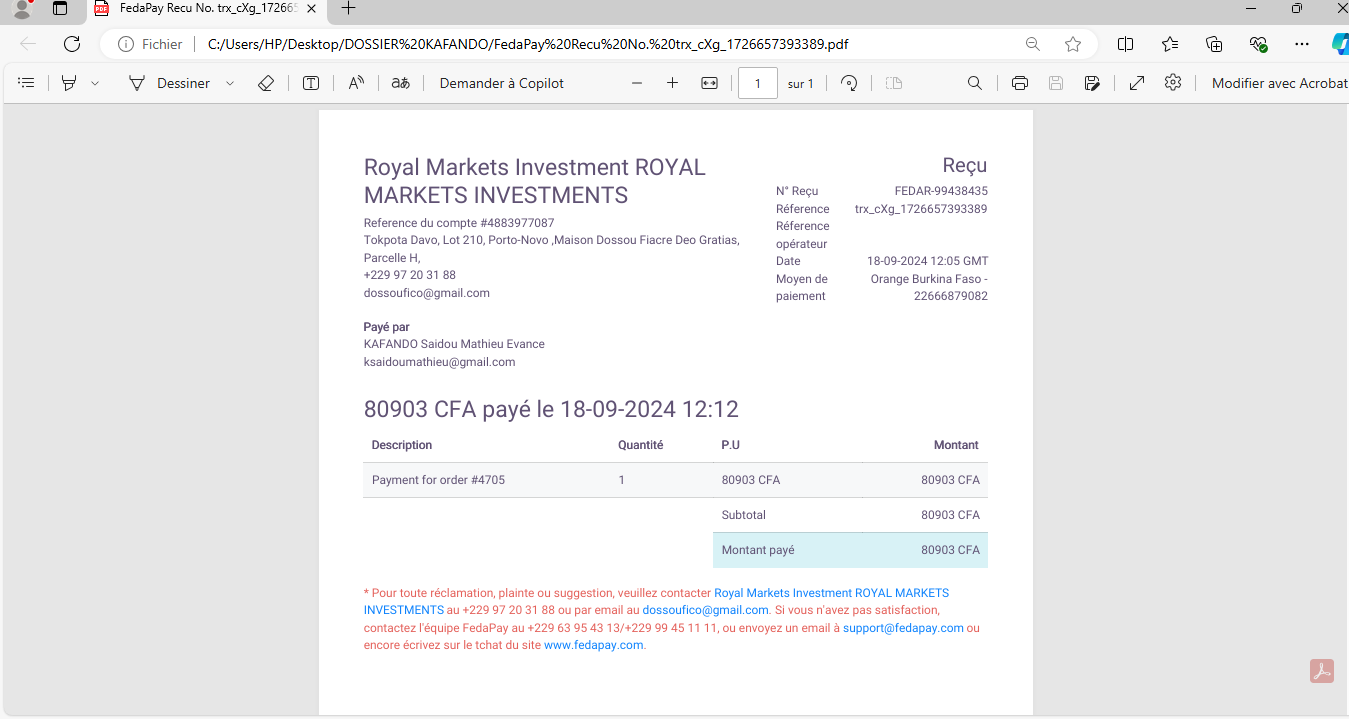 FedaPay Recu No. trx_cXg_17266
Fichier
C:/Users/HP/Desktop/DOSSIER%20KAFANDO/FedaPay%20Recu%20No.%20trx_cXg_1726657393389.pdf
Dessiner
Demander à Copilot
1
sur 1
Modifier avec Acrobat
Royal Markets Investment ROYAL
MARKETS INVESTMENTS
Reference du compte #4883977087
Tokpota Davo, Lot 210, Porto-Novo ,Maison Dossou Fiacre Deo Gratias,
Parcelle H,
+229 97 20 31 88
dossoufico@gmail.com
Reçu
N° Reçu FEDAR-99438435
Réference trx_cXg_1726657393389
Réference
opérateur
Date 18-09-2024 12:05 GMT
Moyen de Orange Burkina Faso -
paiement 22666879082
Payé par
KAFANDO Saidou Mathieu Evance
ksaidoumathieu@gmail.com
80903 CFA payé le 18-09-2024 12:12
Description Quantité P.U Montant
Payment for order #4705 1 80903 CFA 80903 CFA
Subtotal 80903 CFA
Montant payé 80903 CFA
* Pour toute réclamation, plainte ou suggestion, veuillez contacter Royal Markets Investment ROYAL MARKETS
INVESTMENTS au +229 97 20 31 88 ou par email au dossoufico@gmail.com. Si vous n'avez pas satisfaction,
contactez l'équipe FedaPay au +229 63 95 43 13/+229 99 45 11 11, ou envoyez un email à support@fedapay.com ou
encore écrivez sur le tchat du site www.fedapay.com.